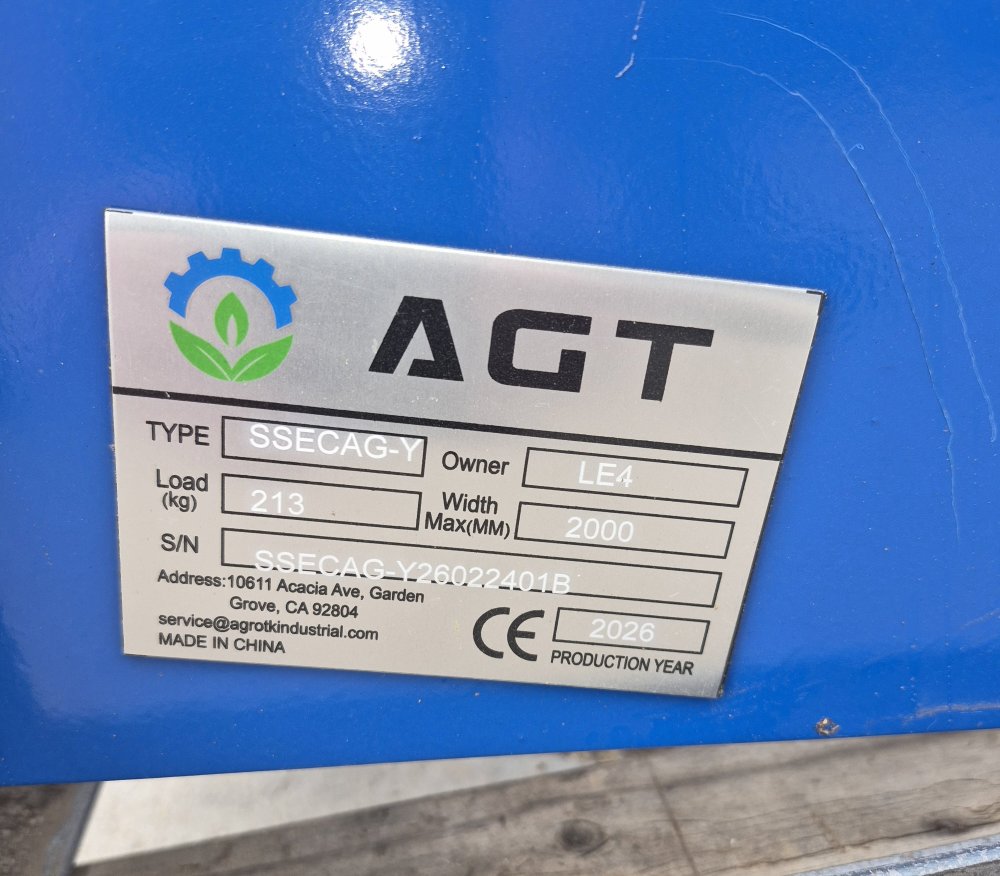 AGT
TYPE SSECAG-Y Owner LE4
Load (kg) 213 Width Max(MM) 2000
S/N SSECAG-Y26022401B
Address:10611 Acacia Ave, Garden
Grove, CA 92804
service@agrotkindustrial.com
MADE IN CHINA
CE 2026
PRODUCTION YEAR